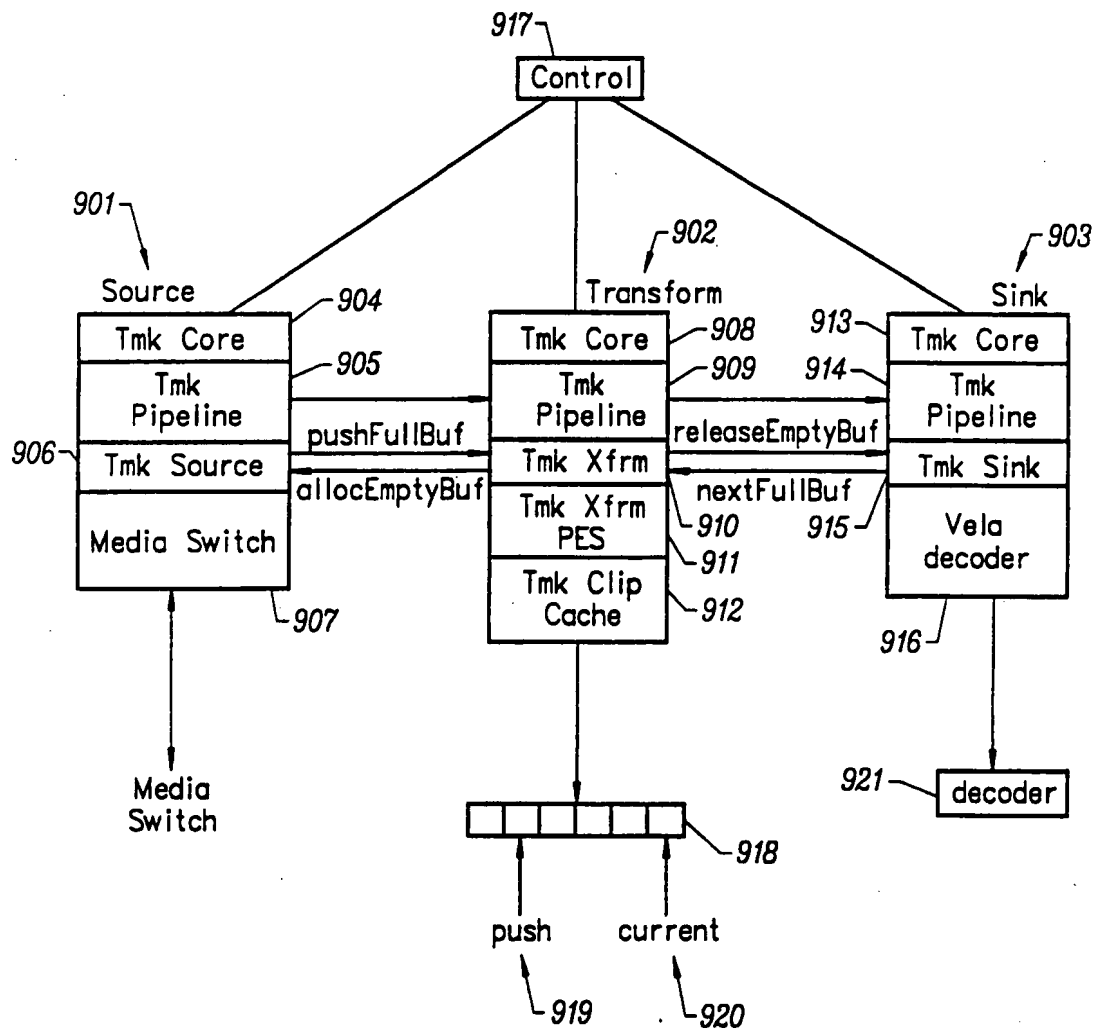 917
Control
901
902
903
Source
904
Transform
Sink
Tmk Core
Tmk Core
908
913
Tmk Core
905
909
914
Tmk
Pipeline
Tmk
Pipeline
Tmk
Pipeline
906
pushFullBuf
releaseEmptyBuf
Tmk Source
Tmk Xfrm
Tmk Sink
allocEmptyBuf
nextFullBuf
910
915
Media Switch
Tmk Xfrm
PES
911
Vela
decoder
907
Tmk Clip
Cache
912
916
Media
Switch
921
decoder
918
push
current
919
920